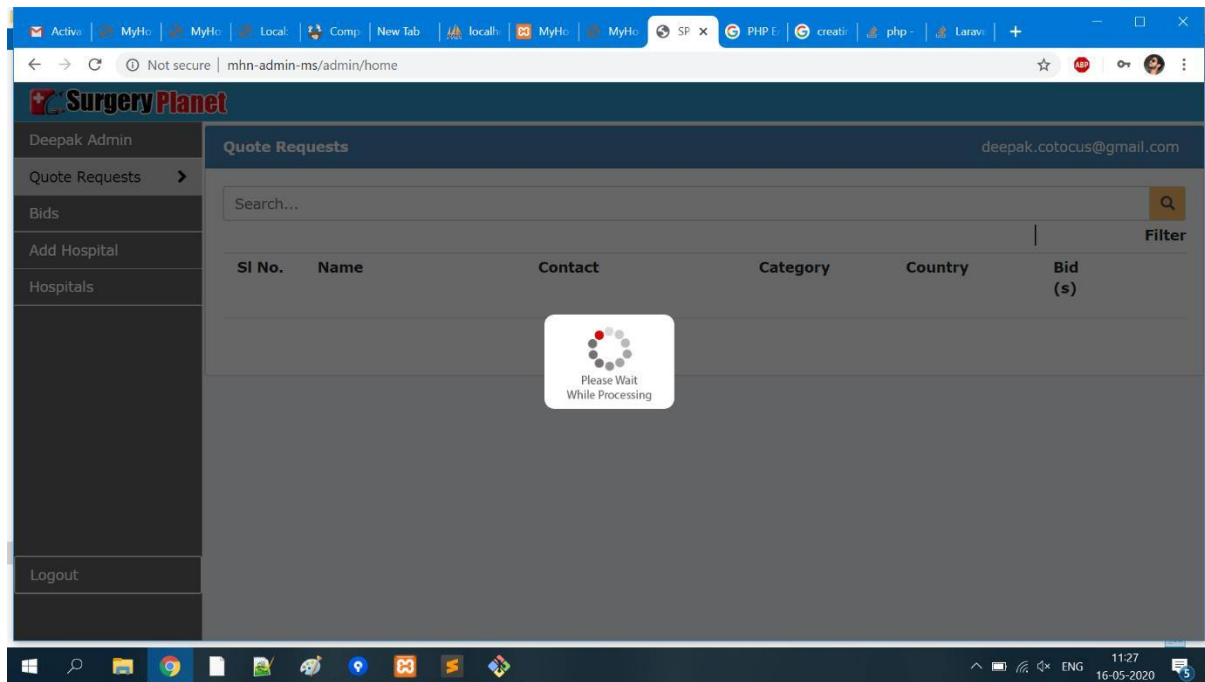 Activa MyHo MyHo Local: Comp New Tab localh MyHo MyHo SP PHP E creatin php - Larave
Not secure | mhn-admin-ms/admin/home
ABP
Surgery Planet
Deepak Admin
Quote Requests
Bids
Add Hospital
Hospitals
Logout
Quote Requests deepak.cotocus@gmail.com
Search...
Filter
Sl No. Name Contact Category Country Bid
(s)
Please Wait
While Processing
ENG 11:27
16-05-2020
5